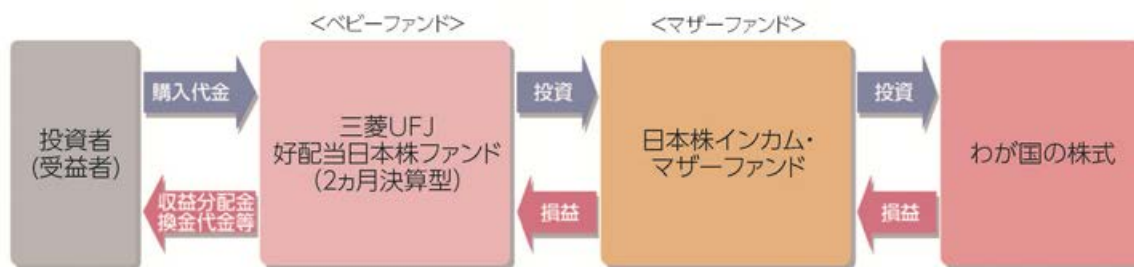 <ベビーファンド>
<マザーファンド>
投資者
(受益者)
購入代金
収益分配金
換金代金等
三菱UFJ
好配当日本株ファンド
(2ヵ月決算型)
投資
損益
日本株インカム・
マザーファンド
投資
損益
わが国の株式